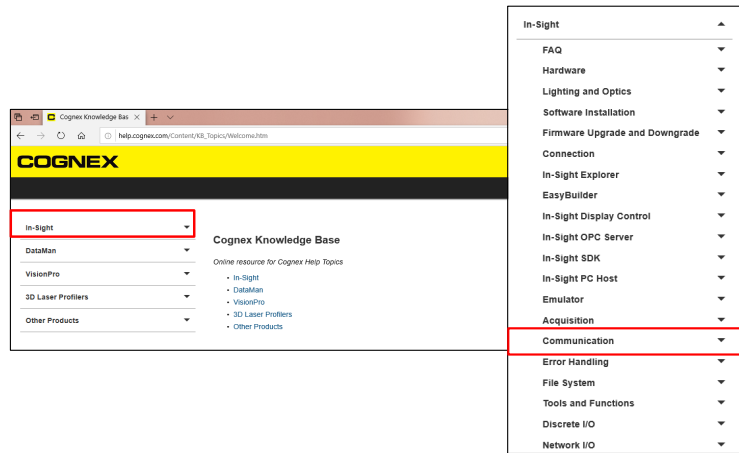 Cognex Knowledge Bas
help.cognex.com/Content/KB_Topics/Welcome.htm
COGNEX
In-Sight
DataMan
VisionPro
3D Laser Profilers
Other Products
Cognex Knowledge Base
Online resource for Cognex Help Topics
• In-Sight
• DataMan
• VisionPro
• 3D Laser Profilers
• Other Products
In-Sight
FAQ
Hardware
Lighting and Optics
Software Installation
Firmware Upgrade and Downgrade
Connection
In-Sight Explorer
EasyBuilder
In-Sight Display Control
In-Sight OPC Server
In-Sight SDK
In-Sight PC Host
Emulator
Acquisition
Communication
Error Handling
File System
Tools and Functions
Discrete I/O
Network I/O